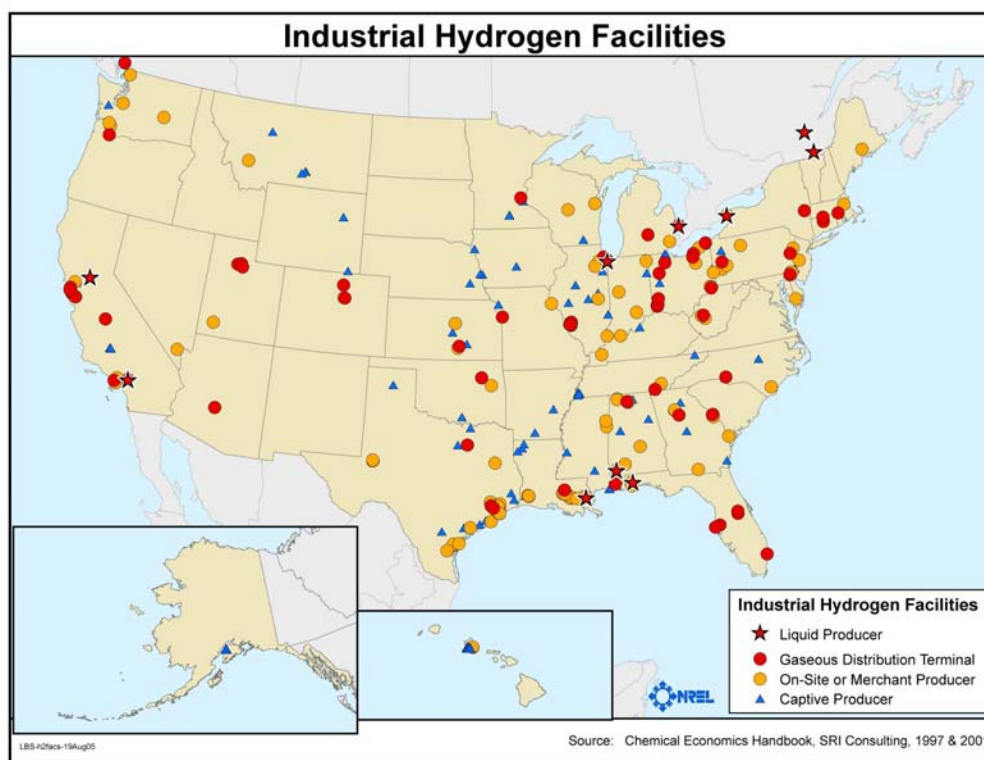 Industrial Hydrogen Facilities
Industrial Hydrogen Facilities
Liquid Producer
Gaseous Distribution Terminal
On-Site or Merchant Producer
Captive Producer
NREL
LBS-h2facs-19Aug05
Source: Chemical Economics Handbook, SRI Consulting, 1997 &